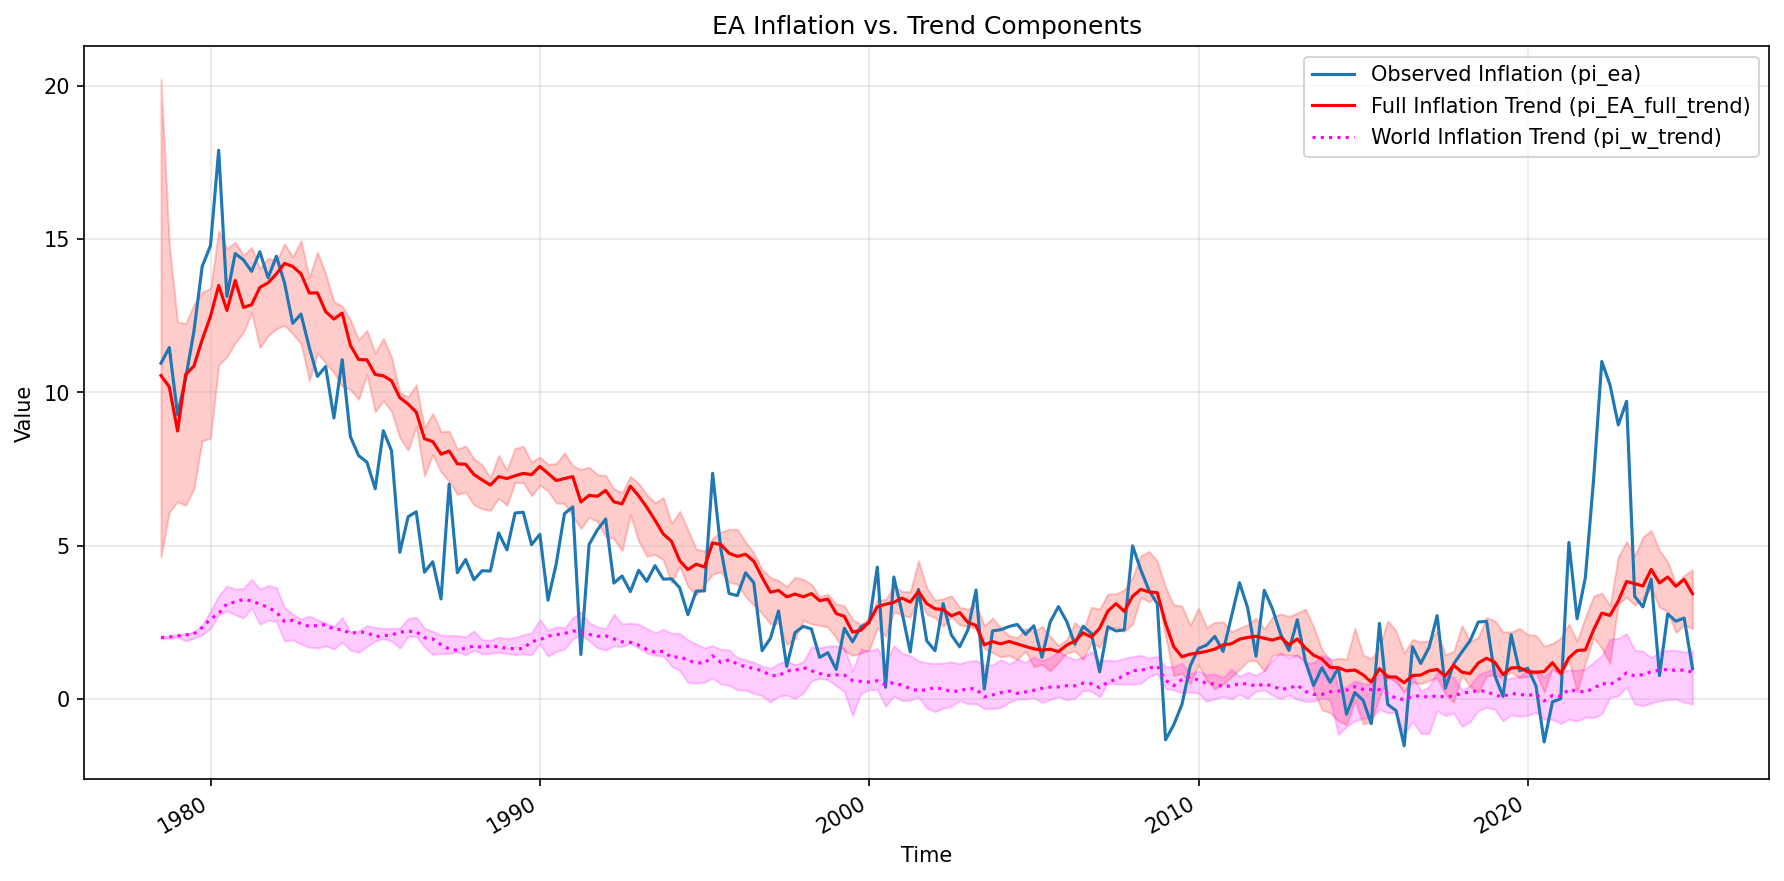 EA Inflation vs. Trend Components
Observed Inflation (pi_ea)
Full Inflation Trend (pi_EA_full_trend)
World Inflation Trend (pi_w_trend)
Value
20
15
10
5
0
1980
1990
2000
2010
2020
Time